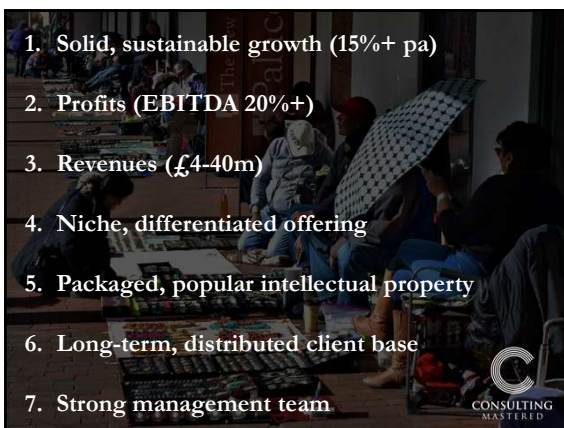 1. Solid, sustainable growth (15%+ pa)
2. Profits (EBITDA 20%+)
3. Revenues (£4-40m)
4. Niche, differentiated offering
5. Packaged, popular intellectual property
6. Long-term, distributed client base
7. Strong management team
CONSULTING
MASTERED